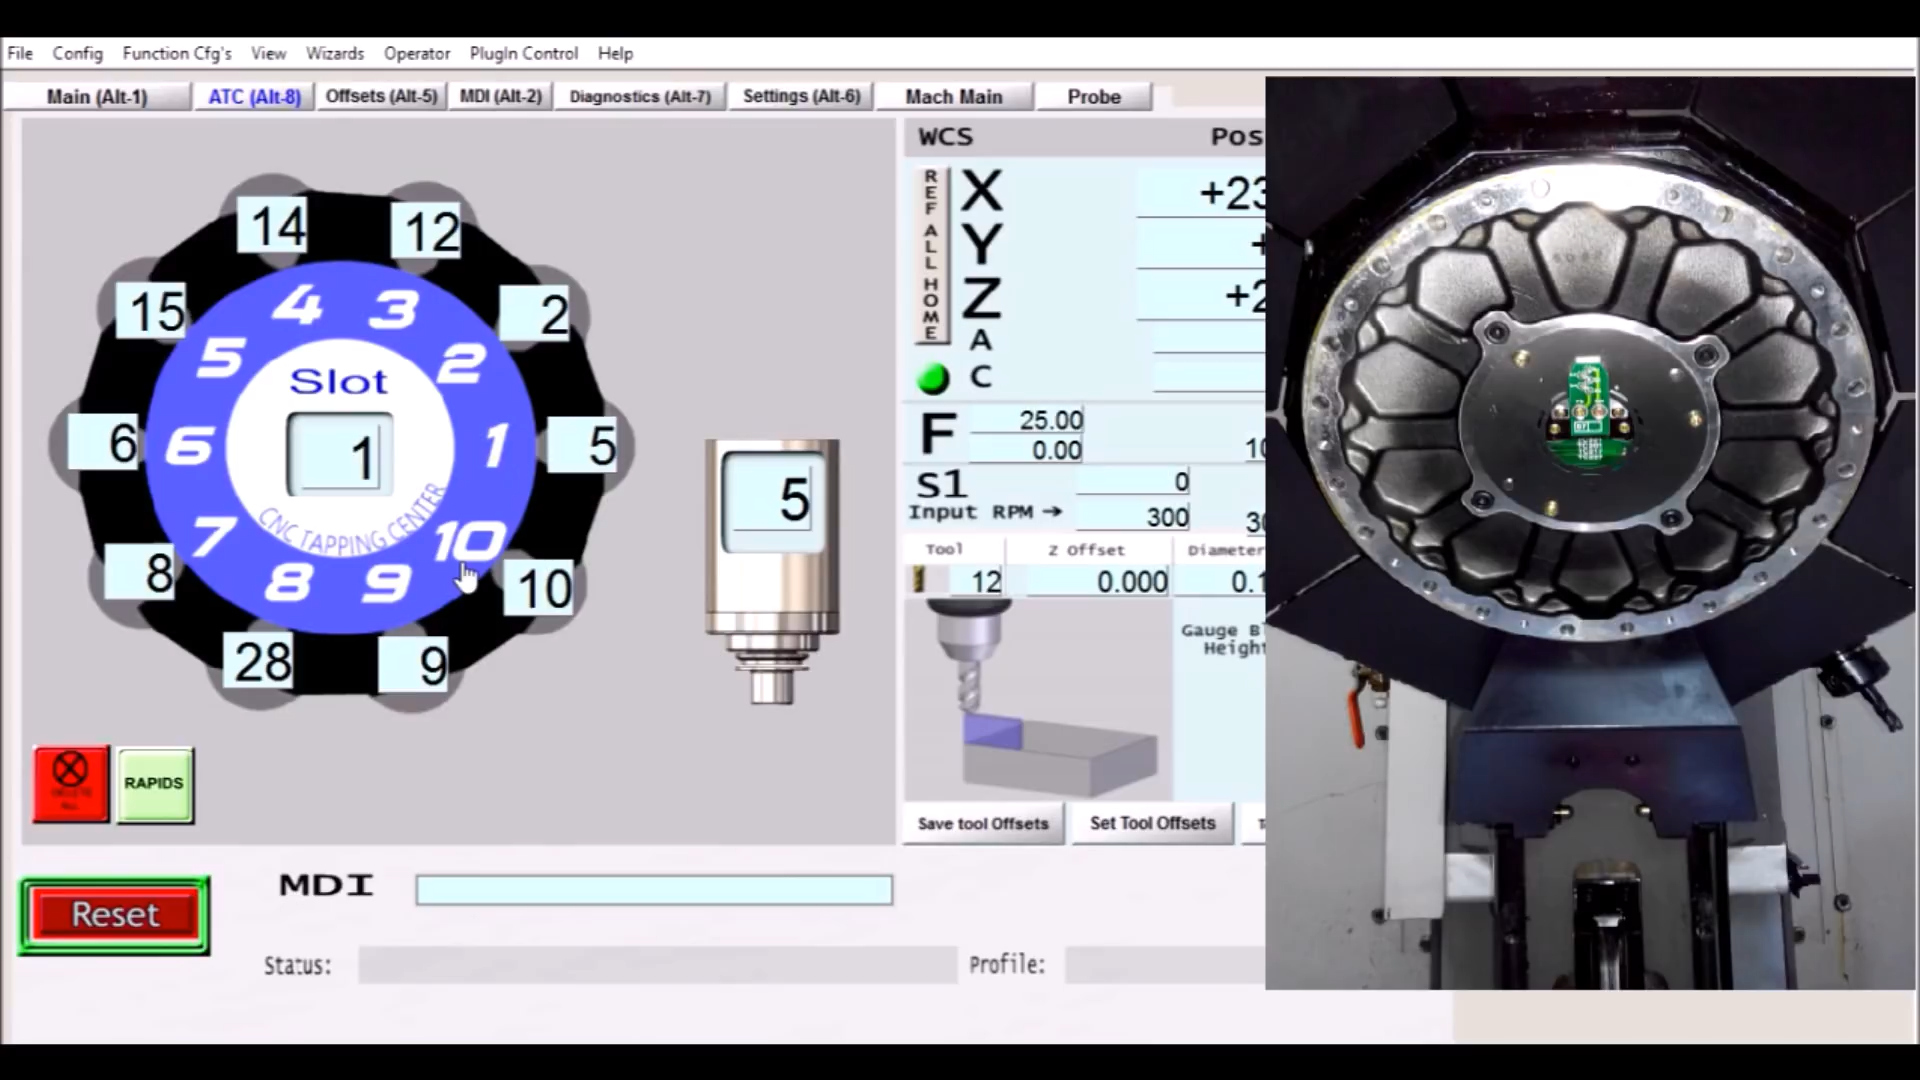 File Config Function Cfg's View Wizards Operator PlugIn Control Help
Main (Alt-1) ATC (Alt-8) Offsets (Alt-5) MDI (Alt-2) Diagnostics (Alt-7) Settings (Alt-6) Mach Main Probe
WCS Pos
REF ALL HOME
X +23
Y +
Z +2
A
C
F 25.00
0.00 10
S1 0
Input RPM → 300 30
Tool Z Offset Diameter
12 0.000 0.1
Gauge B
Heigh
Save tool Offsets Set Tool Offsets
14 12
15 2
6 5
8 10
28 9
4 3
5 2
6 1
7 10
8 9
Slot
1
CNC TAPPING CENTER
5
RAPIDS
Reset
MDI
Status: Profile: